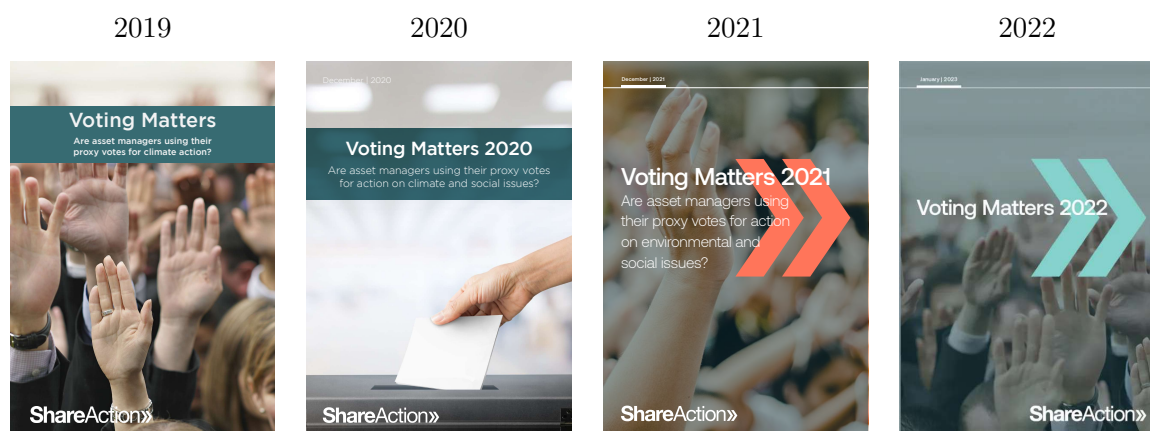 2019
2020
2021
2022
Voting Matters
Are asset managers using their
proxy votes for climate action?
ShareAction»
December | 2020
Voting Matters 2020
Are asset managers using their proxy votes
for action on climate and social issues?
ShareAction»
December | 2021
Voting Matters 2021
Are asset managers using
their proxy votes for action
on environmental and
social issues?
ShareAction»
January | 2023
Voting Matters 2022
ShareAction»